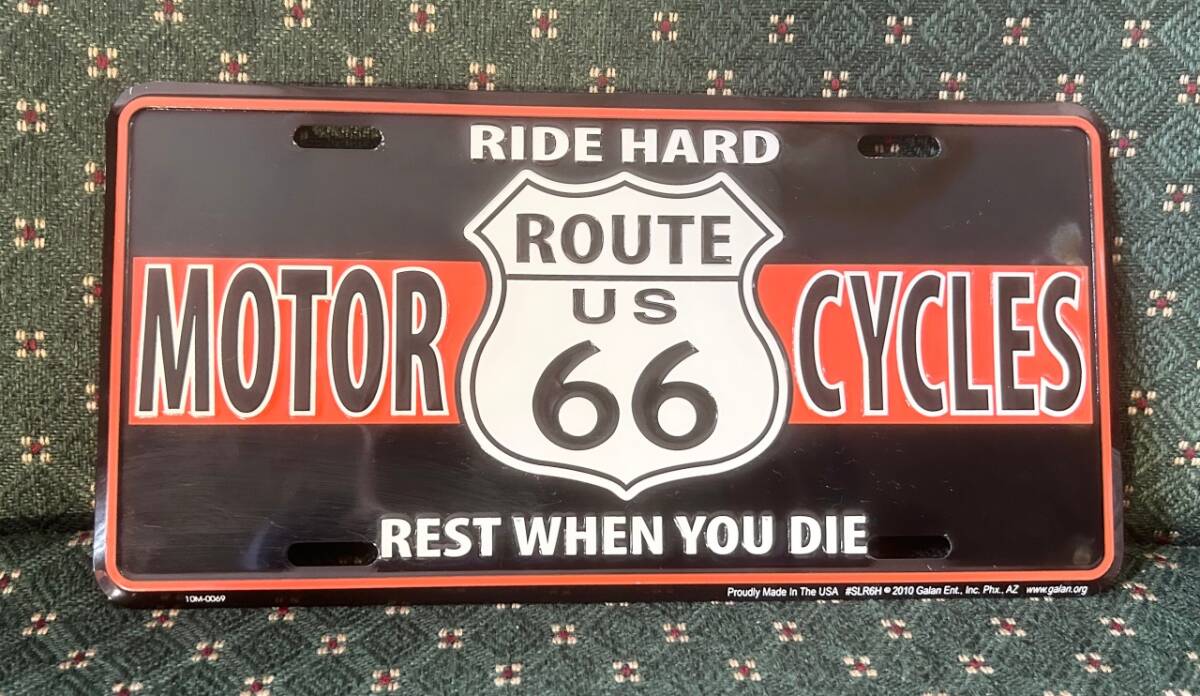 RIDE HARD
ROUTE
US
MOTOR 66 CYCLES
REST WHEN YOU DIE
10M-0069
Proudly Made In The USA #SLR6H © 2010 Galan Ent., Inc. Phx., AZ www.galan.org